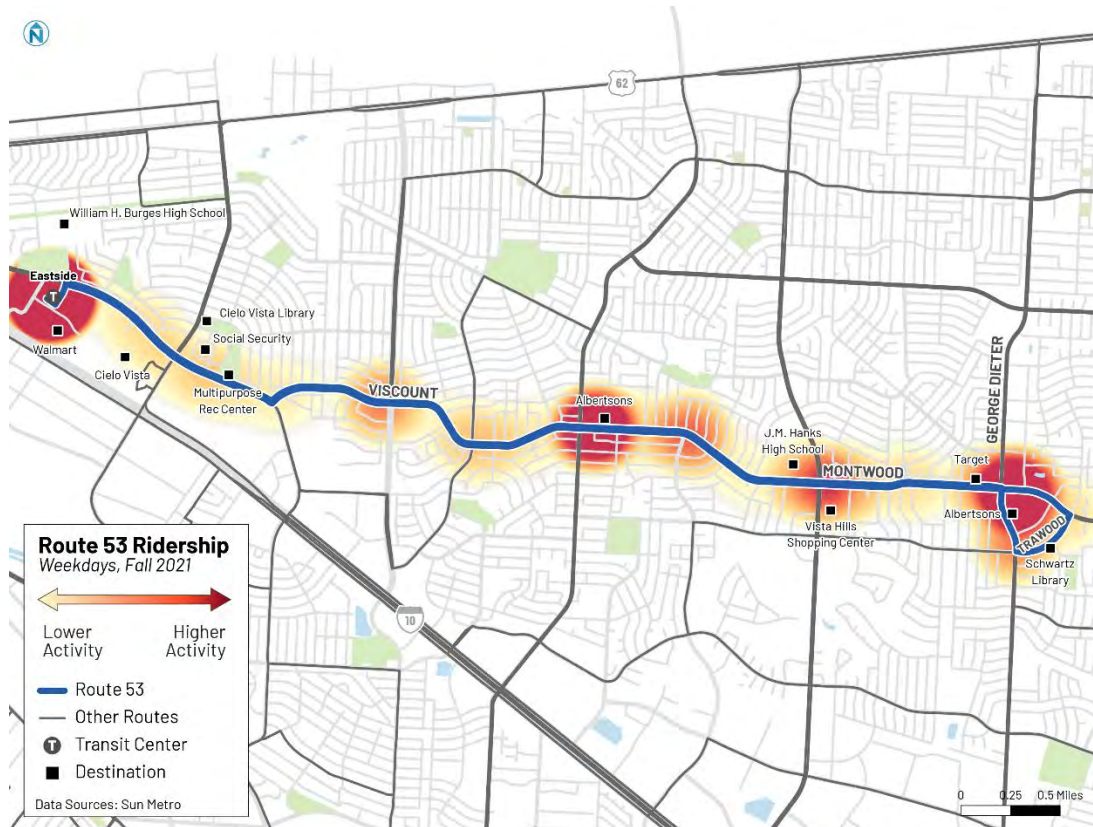 N
62
William H. Burges High School
Eastside
T
Walmart
Cielo Vista Library
Social Security
Cielo Vista
Multipurpose
Rec Center
VISCOUNT
Albertsons
GEORGE DIETER
J.M. Hanks
High School
MONTWOOD
Target
Albertsons
TRAWOOD
Vista Hills
Shopping Center
Schwartz
Library
10
Route 53 Ridership
Weekdays, Fall 2021
Lower
Activity
Higher
Activity
Route 53
Other Routes
T
Transit Center
Destination
Data Sources: Sun Metro
0 0.25 0.5 Miles